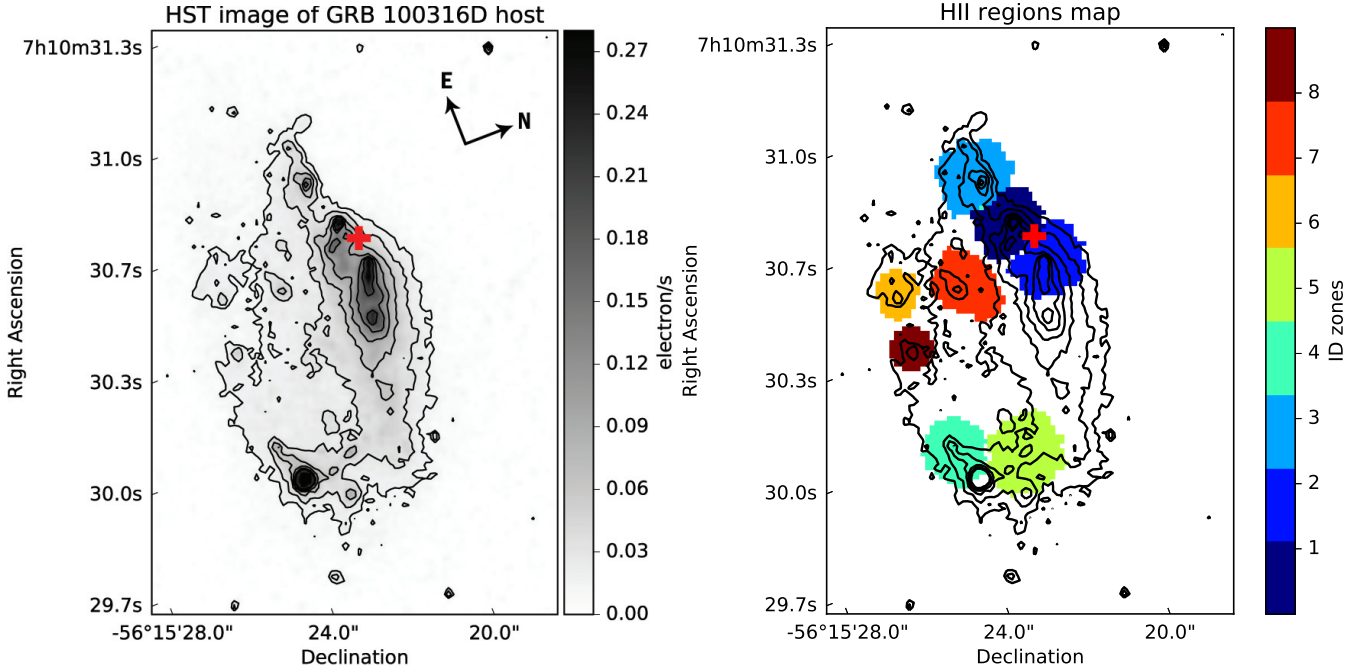 HST image of GRB 100316D host
7h10m31.3s
31.0s
30.7s
30.3s
30.0s
29.7s
Right Ascension
-56°15'28.0"
24.0"
20.0"
Declination
E
N
0.27
0.24
0.21
0.18
0.15
0.12
0.09
0.06
0.03
0.00
electron/s
HII regions map
7h10m31.3s
31.0s
30.7s
30.3s
30.0s
29.7s
Right Ascension
-56°15'28.0"
24.0"
20.0"
Declination
8
7
6
5
4
3
2
1
ID zones